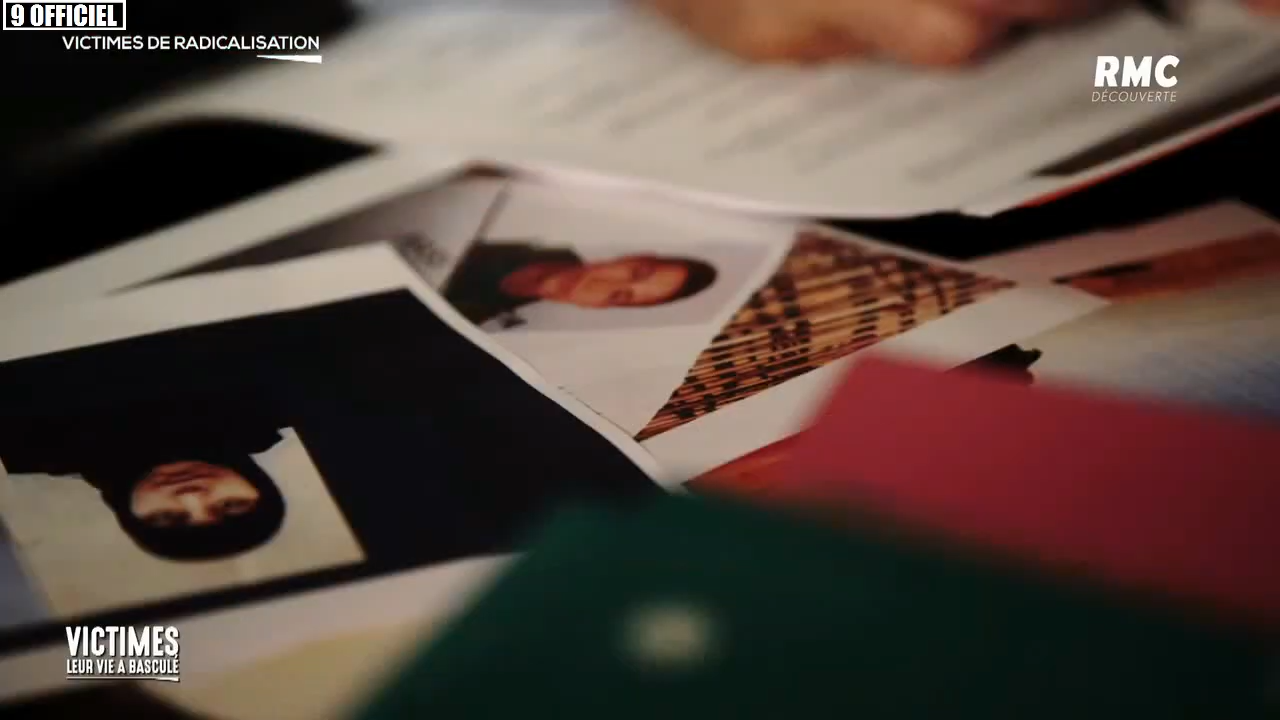 9 OFFICIEL
VICTIMES DE RADICALISATION
RMC
DÉCOUVERTE
VICTIMES
LEUR VIE A BASCULÉ